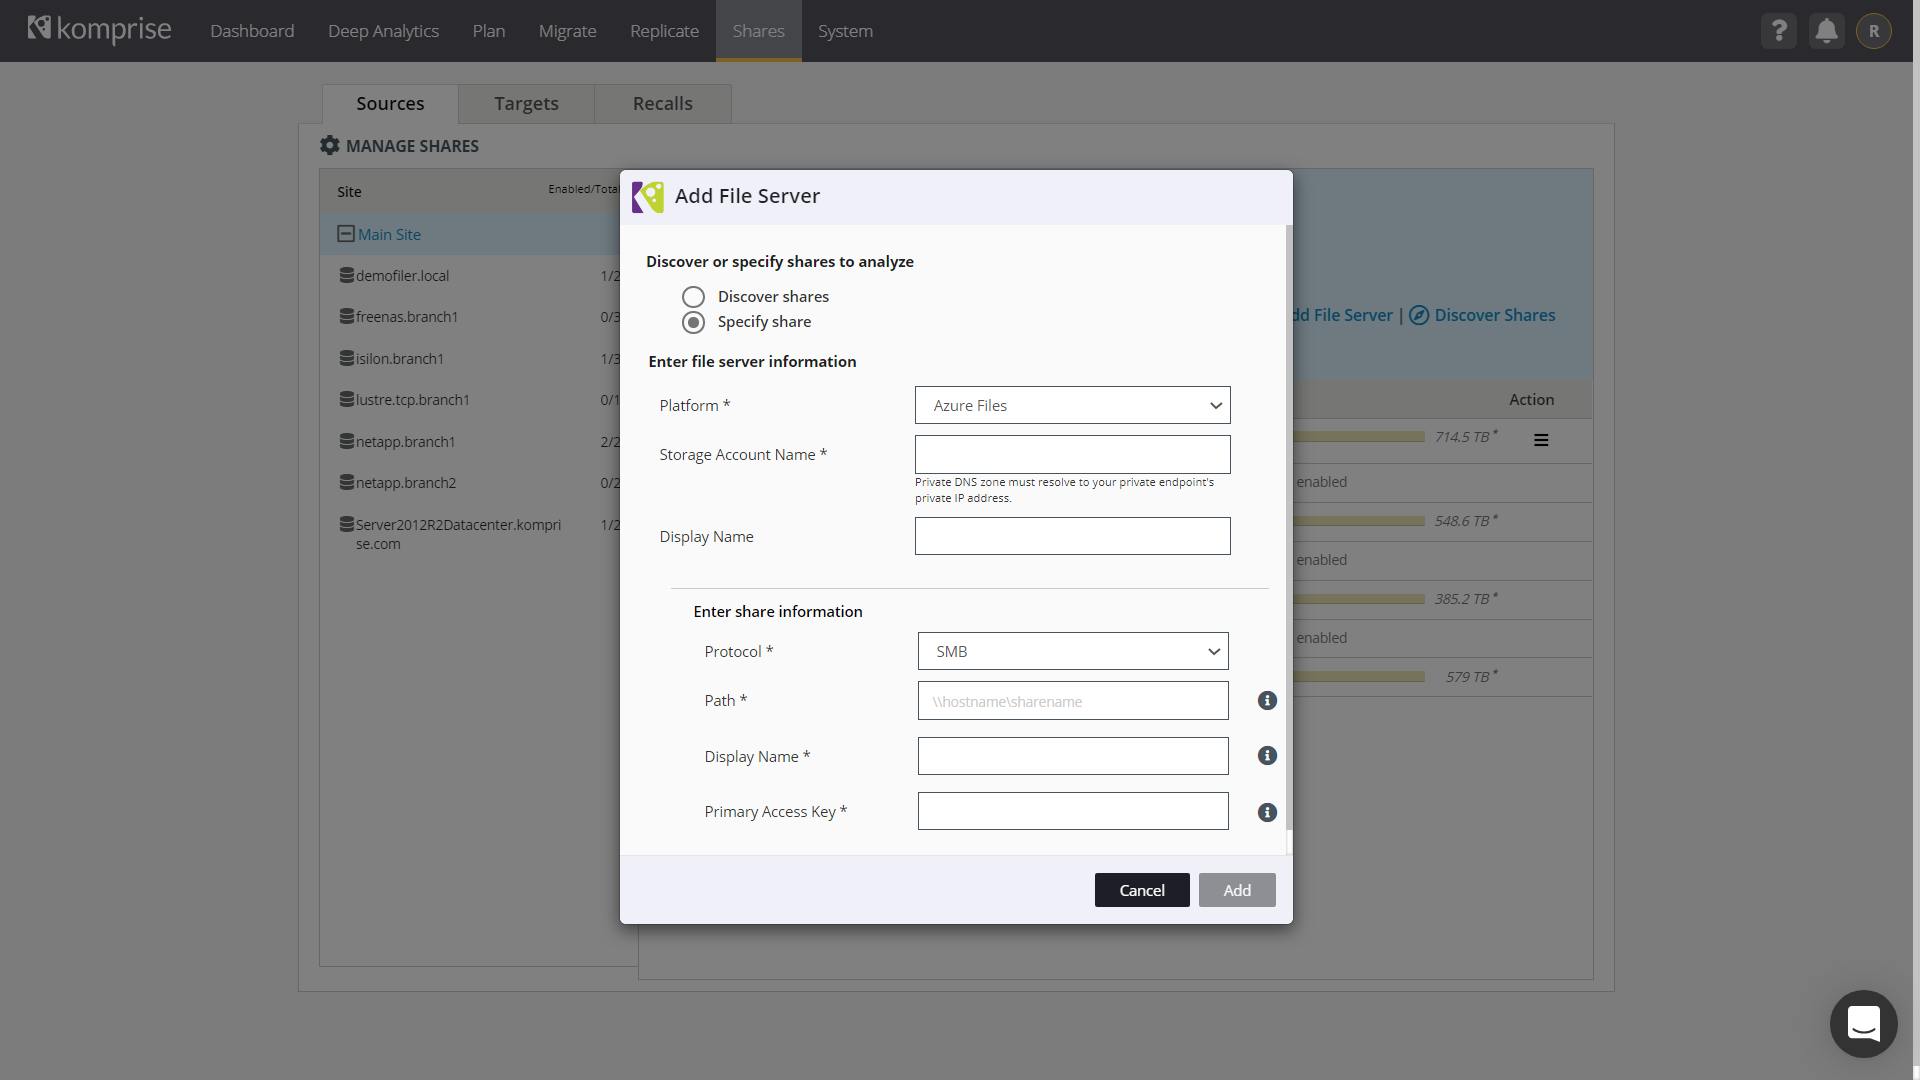 komprise
Dashboard
Deep Analytics
Plan
Migrate
Replicate
Shares
System
?
R
Sources
Targets
Recalls
MANAGE SHARES
Site
Enabled/Total
Main Site
demofiler.local 1/2
freenas.branch1 0/3
isilon.branch1 1/3
lustre.tcp.branch1 0/1
netapp.branch1 2/2
netapp.branch2 0/2
Server2012R2Datacenter.kompri 1/2
se.com
Add File Server
Discover or specify shares to analyze
Discover shares
Specify share
Enter file server information
Platform *
Azure Files
Storage Account Name *
Private DNS zone must resolve to your private endpoint's
private IP address.
Display Name
Enter share information
Protocol *
SMB
Path *
\\hostname\sharename
Display Name *
Primary Access Key *
Cancel
Add
dd File Server | Discover Shares
Action
714.5 TB*
enabled
548.6 TB*
enabled
385.2 TB*
enabled
579 TB*